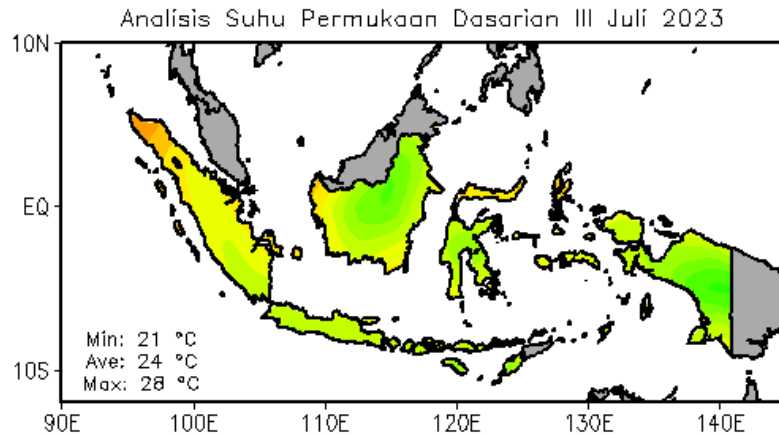 Analisis Suhu Permukaan Dasarian III Juli 2023
10N
EQ
10S
Min: 21 °C
Ave: 24 °C
Max: 28 °C
90E 100E 110E 120E 130E 140E